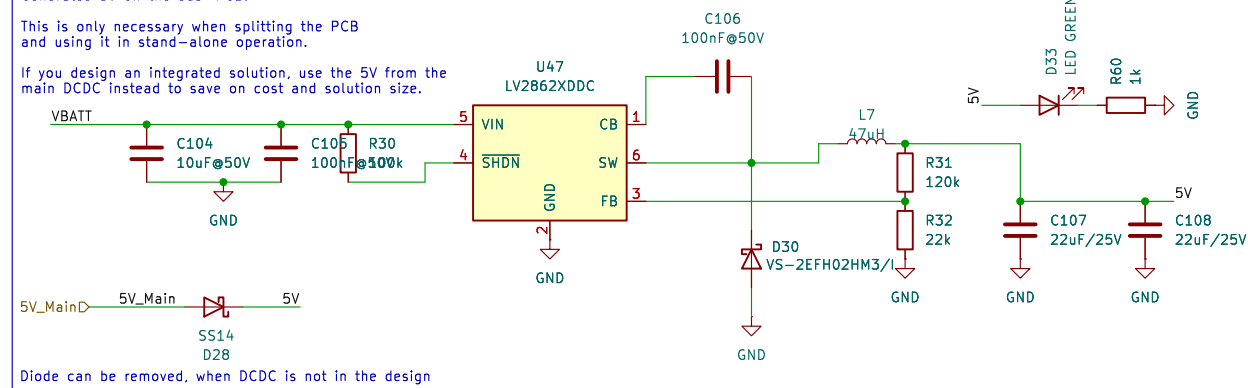 This is only necessary when splitting the PCB
and using it in stand-alone operation.
If you design an integrated solution, use the 5V from the
main DCDC instead to save on cost and solution size.
C106
100nF@50V
D33
LED GREEN
R60
1k
5V
GND
U47
LV2862XDDC
VBATT
5
VIN
CB
1
4
SHDN
SW
6
FB
3
GND
2
GND
C104
10uF@50V
C105
100nF@50V
R30
100k
GND
L7
47uH
R31
120k
R32
22k
GND
5V
C107
22uF/25V
GND
C108
22uF/25V
GND
D30
VS-2EFH02HM3/I
GND
5V_Main
5V_Main
5V
SS14
D28
Diode can be removed, when DCDC is not in the design